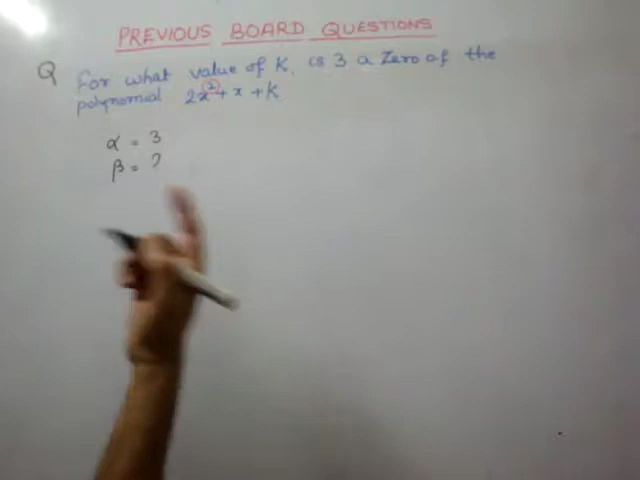 PREVIOUS BOARD QUESTIONS
Q For what value of K, is 3 a Zero of the
polynomial 2x²+x+K
α = 3
β = ?